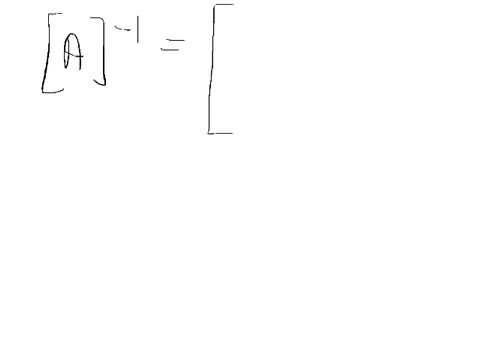 [A]⁻¹ = [